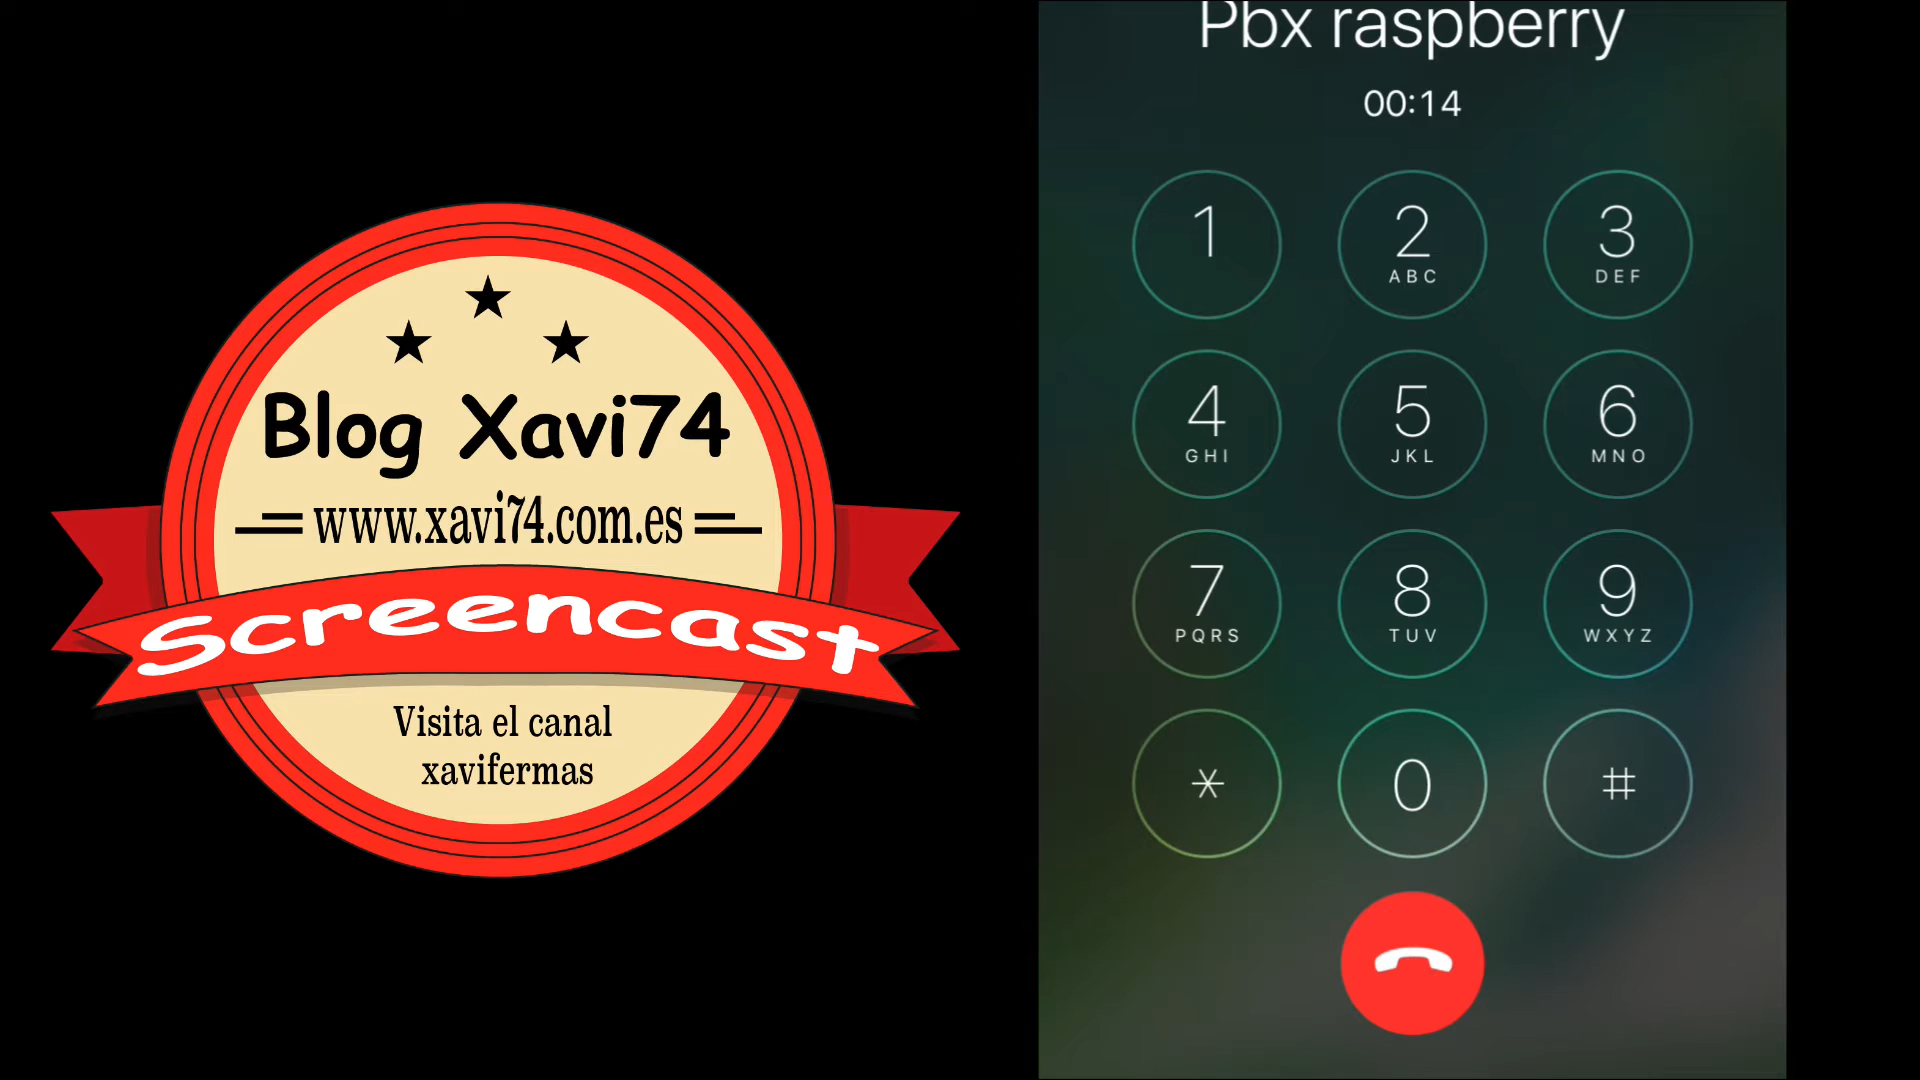 Blog Xavi74
www.xavi74.com.es
Screencast
Visita el canal
xavifermas
Pbx raspberry
00:14
1
2
ABC
3
DEF
4
GHI
5
JKL
6
MNO
7
PQRS
8
TUV
9
WXYZ
*
0
#